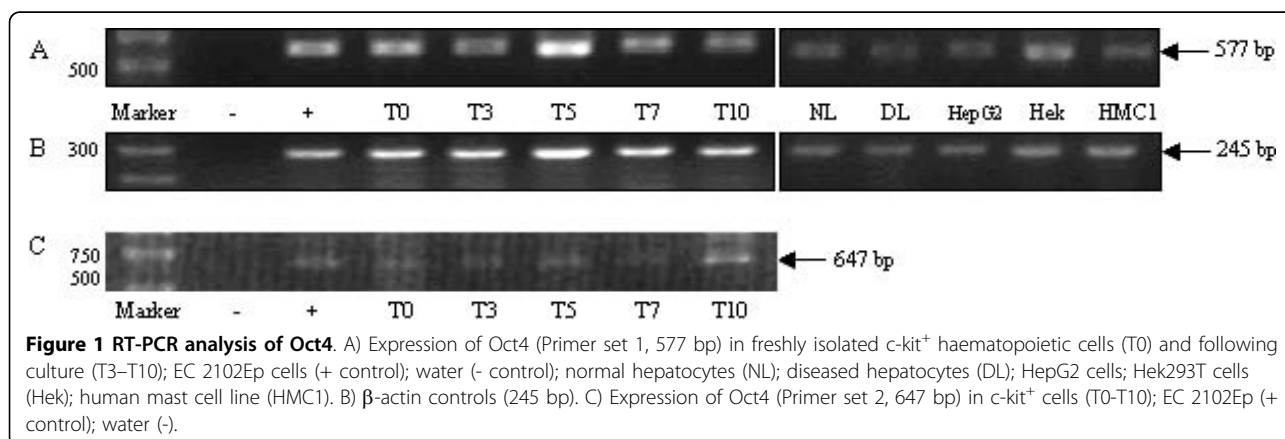 A
500
577 bp
Marker - + T0 T3 T5 T7 T10 NL DL HepG2 Hek HMC1
B 300
245 bp
C 750
500
647 bp
Marker - + T0 T3 T5 T7 T10
Figure 1 RT-PCR analysis of Oct4. A) Expression of Oct4 (Primer set 1, 577 bp) in freshly isolated c-kit⁺ haematopoietic cells (T0) and following
culture (T3–T10); EC 2102Ep cells (+ control); water (- control); normal hepatocytes (NL); diseased hepatocytes (DL); HepG2 cells; Hek293T cells
(Hek); human mast cell line (HMC1). B) β-actin controls (245 bp). C) Expression of Oct4 (Primer set 2, 647 bp) in c-kit⁺ cells (T0-T10); EC 2102Ep (+
control); water (-).